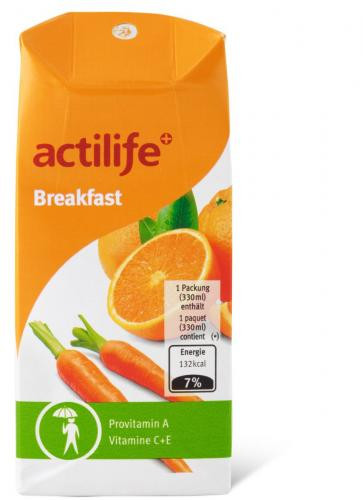 actilife+
Breakfast
1 Packung
(330ml)
enthält
1 paquet
(330ml)
contient (•)
Energie
132kcal
7%
Provitamin A
Vitamine C+E